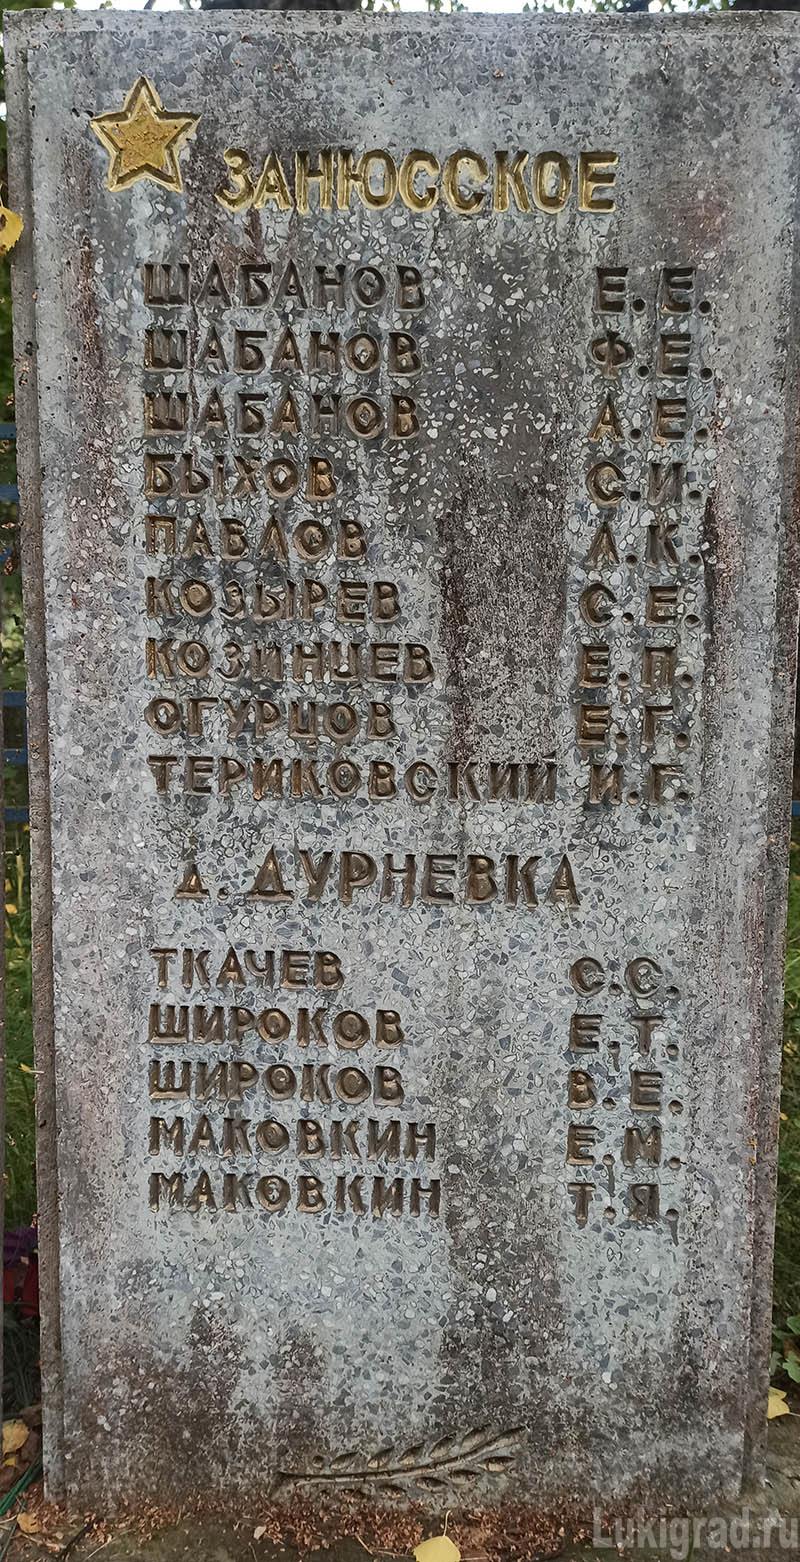 ЗАНЮССКОЕ
ШАБАНОВ Е.Е.
ШАБАНОВ Ф.Е.
ШАБАНОВ А.Е.
БЫХОВ С.И.
ПАВЛОВ А.К.
КОЗЫРЕВ С.Е.
КОЗИНЦЕВ Е.П.
ОГУРЦОВ Е.Г.
ТЕРИКОВСКИЙ И.Г.
Д. ДУРНЕВКА
ТКАЧЕВ С.С.
ШИРОКОВ Е.Т.
ШИРОКОВ В.Е.
МАКОВКИН Е.М.
МАКОВКИН Т.Я.
Lukigrad.ru